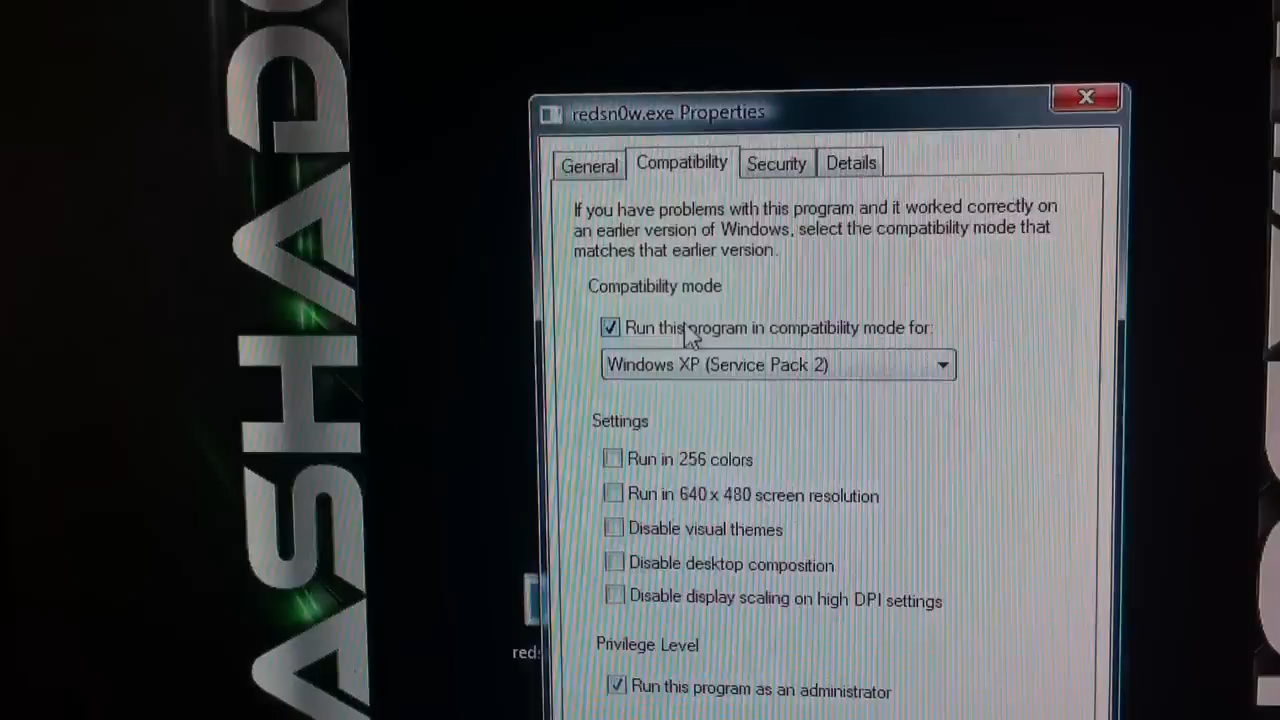 redsn0w.exe Properties
General Compatibility Security Details
If you have problems with this program and it worked correctly on
an earlier version of Windows, select the compatibility mode that
matches that earlier version.
Compatibility mode
Run this program in compatibility mode for:
Windows XP (Service Pack 2)
Settings
Run in 256 colors
Run in 640 x 480 screen resolution
Disable visual themes
Disable desktop composition
Disable display scaling on high DPI settings
Privilege Level
Run this program as an administrator